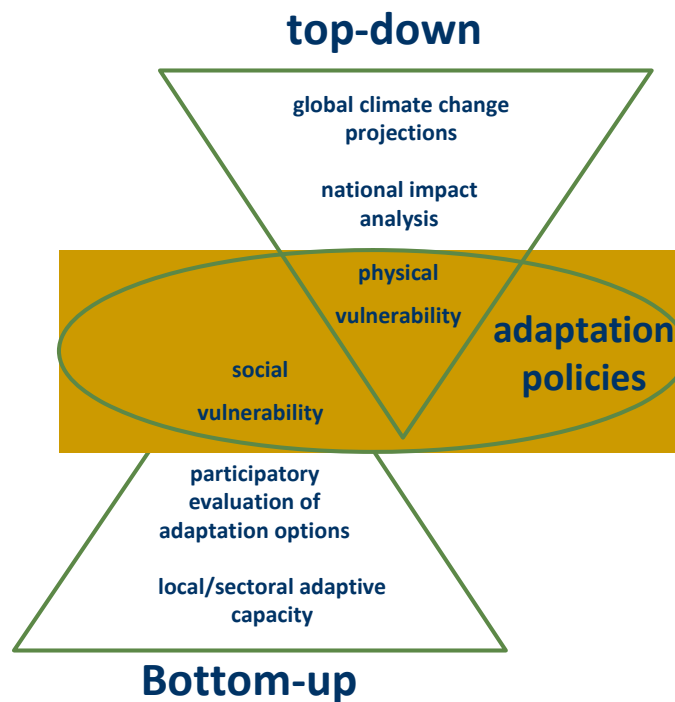 top-down
global climate change
projections
national impact
analysis
physical
vulnerability
adaptation
policies
social
vulnerability
participatory
evaluation of
adaptation options
local/sectoral adaptive
capacity
Bottom-up